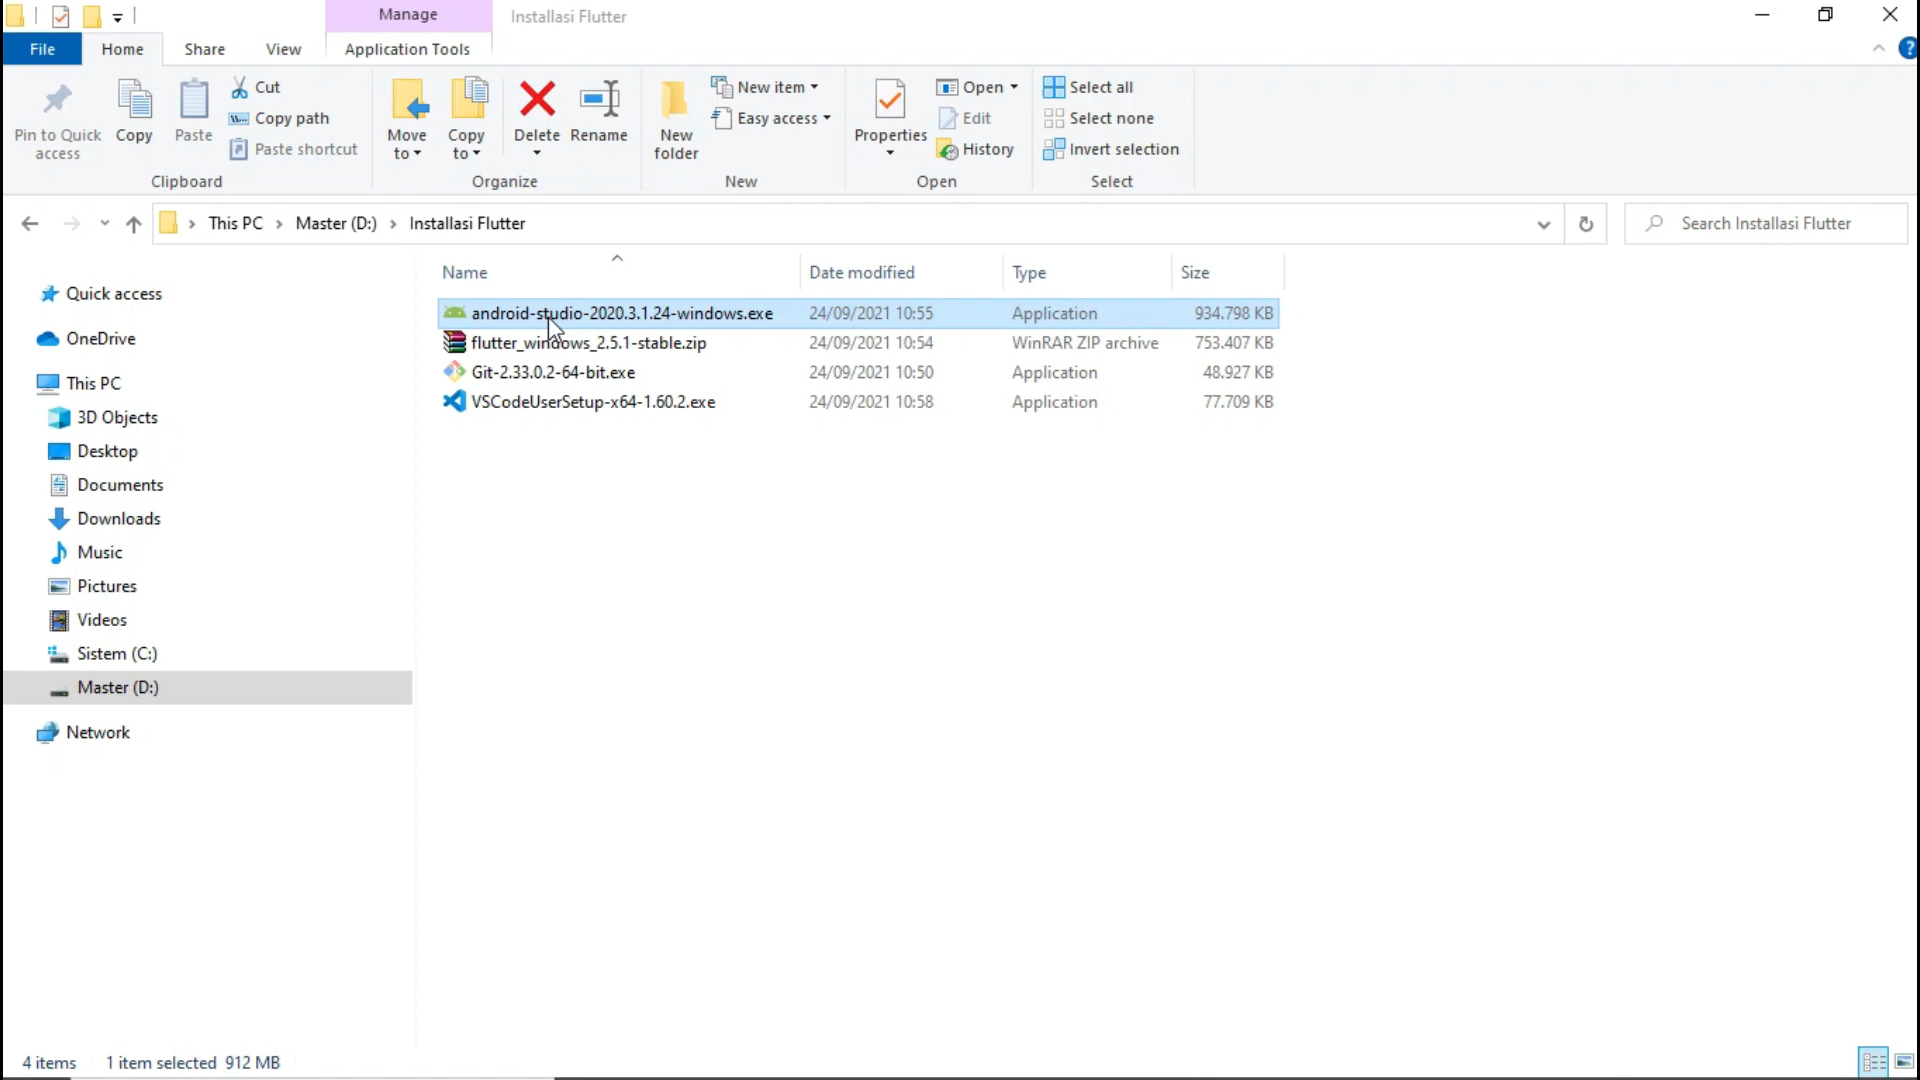 Manage
Installasi Flutter
File
Home
Share
View
Application Tools
Pin to Quick access
Copy
Paste
Cut
Copy path
Paste shortcut
Clipboard
Move to
Copy to
Delete
Rename
Organize
New folder
New item
Easy access
New
Properties
Open
Edit
History
Open
Select all
Select none
Invert selection
Select
This PC > Master (D:) > Installasi Flutter
Search Installasi Flutter
Quick access
OneDrive
This PC
3D Objects
Desktop
Documents
Downloads
Music
Pictures
Videos
Sistem (C:)
Master (D:)
Network
Name Date modified Type Size
android-studio-2020.3.1.24-windows.exe 24/09/2021 10:55 Application 934.798 KB
flutter_windows_2.5.1-stable.zip 24/09/2021 10:54 WinRAR ZIP archive 753.407 KB
Git-2.33.0.2-64-bit.exe 24/09/2021 10:50 Application 48.927 KB
VSCodeUserSetup-x64-1.60.2.exe 24/09/2021 10:58 Application 77.709 KB
4 items 1 item selected 912 MB